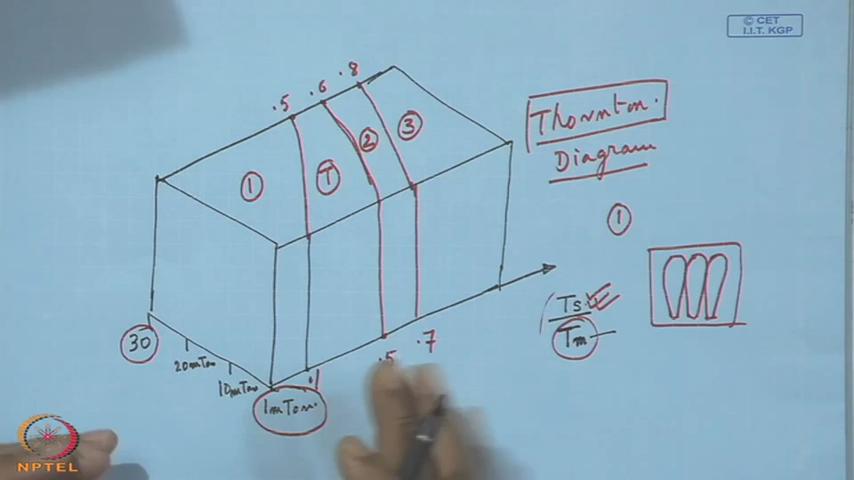 © CET
I.I.T. KGP
.5 .6 .8
Thornton.
Diagram
1 T 2 3
1
Ts
Tm
30
20mTorr
10mTorr
1mTorr.
.1
.5
.7
NPTEL